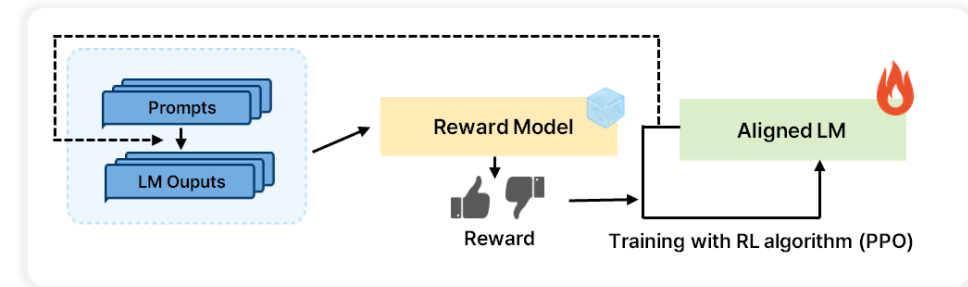 Prompts
LM Ouputs
Reward Model
Reward
Aligned LM
Training with RL algorithm (PPO)